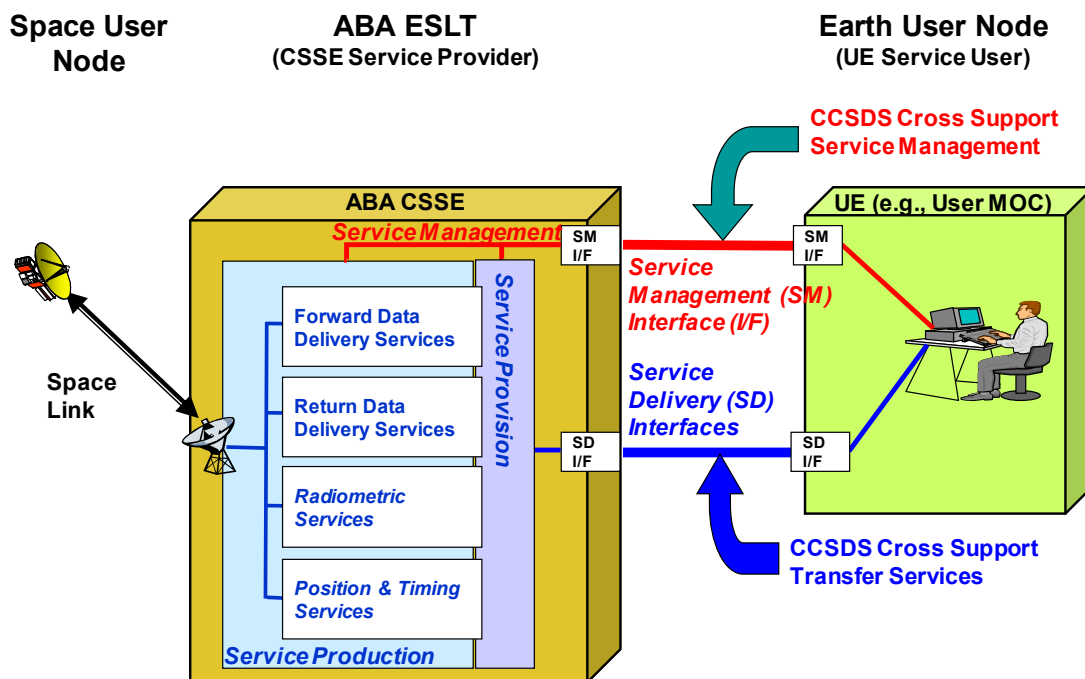 Space User
Node
ABA ESLT
(CSSE Service Provider)
Earth User Node
(UE Service User)
CCSDS Cross Support
Service Management
ABA CSSE
UE (e.g., User MOC)
Service Management
SM
I/F
SM
I/F
Service
Management (SM)
Interface (I/F)
Service Provision
Forward Data
Delivery Services
Return Data
Delivery Services
Radiometric
Services
Position & Timing
Services
Service Production
Space
Link
Service
Delivery (SD)
Interfaces
SD
I/F
SD
I/F
CCSDS Cross Support
Transfer Services